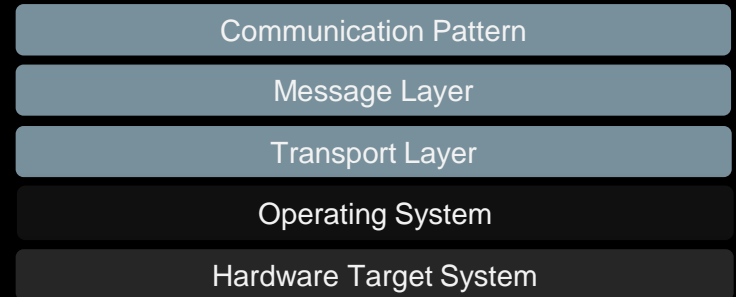 Communication Pattern
Message Layer
Transport Layer
Operating System
Hardware Target System